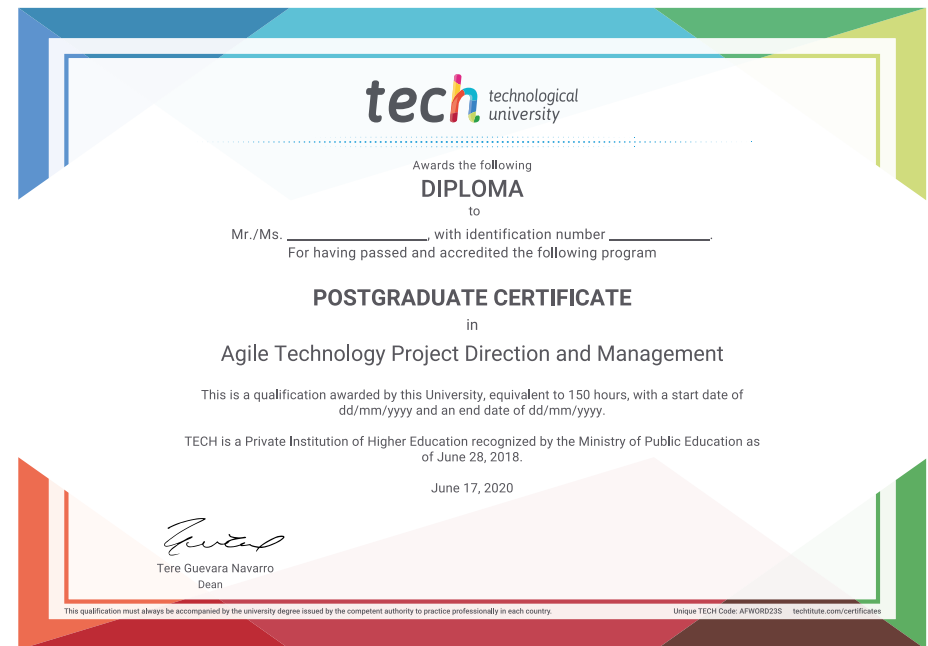 tech technological
university
Awards the following
DIPLOMA
to
Mr./Ms. ____________________, with identification number ______________.
For having passed and accredited the following program
POSTGRADUATE CERTIFICATE
in
Agile Technology Project Direction and Management
This is a qualification awarded by this University, equivalent to 150 hours, with a start date of
dd/mm/yyyy and an end date of dd/mm/yyyy.
TECH is a Private Institution of Higher Education recognized by the Ministry of Public Education as
of June 28, 2018.
June 17, 2020
Tere Guevara Navarro
Dean
This qualification must always be accompanied by the university degree issued by the competent authority to practice professionally in each country.
Unique TECH Code: AFWORD23S techtitute.com/certificates